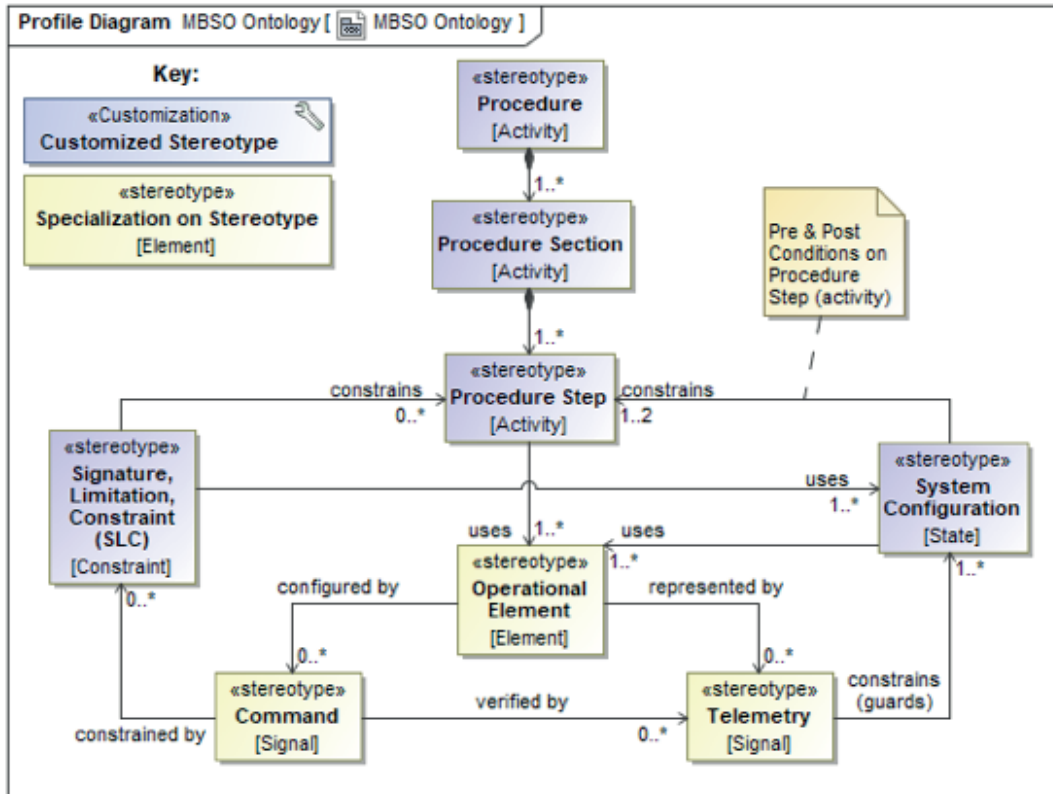 Profile Diagram MBSO Ontology [ MBSO Ontology ]
Key:
«Customization»
Customized Stereotype
«stereotype»
Specialization on Stereotype
[Element]
«stereotype»
Procedure
[Activity]
1..*
«stereotype»
Procedure Section
[Activity]
1..*
Pre & Post
Conditions on
Procedure
Step (activity)
«stereotype»
Procedure Step
[Activity]
constrains
0..*
constrains
1..2
«stereotype»
Signature,
Limitation,
Constraint
(SLC)
[Constraint]
0..*
«stereotype»
System
Configuration
[State]
1..*
uses
1..*
uses
1..*
uses
1..*
«stereotype»
Operational
Element
[Element]
configured by
0..*
represented by
0..*
«stereotype»
Command
[Signal]
constrained by
verified by
0..*
«stereotype»
Telemetry
[Signal]
constrains
(guards)